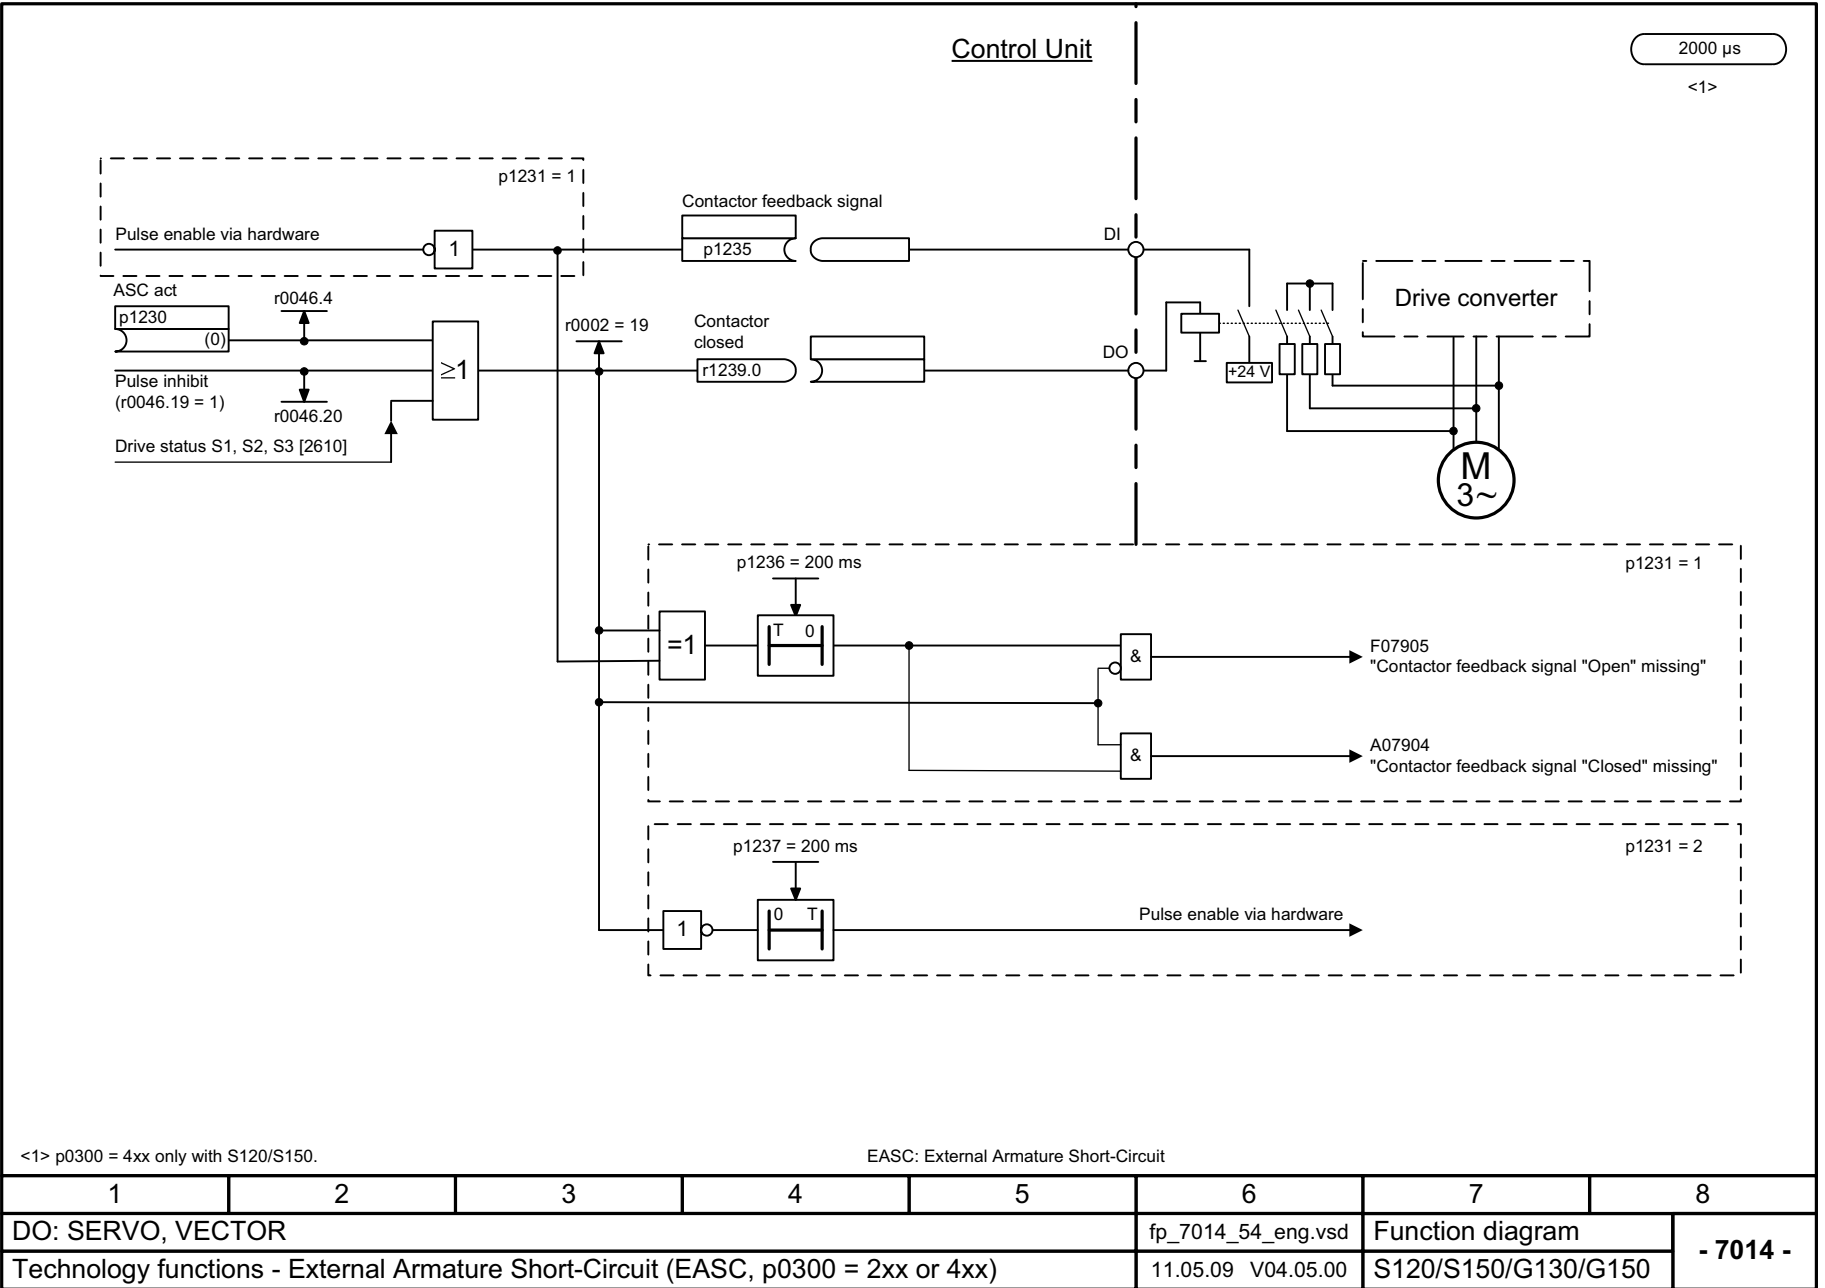 Control Unit
2000 µs
<1>
p1231 = 1
Pulse enable via hardware
1
Contactor feedback signal
p1235
DI
ASC act
p1230
(0)
r0046.4
Pulse inhibit
(r0046.19 = 1)
r0046.20
Drive status S1, S2, S3 [2610]
≥1
r0002 = 19
Contactor
closed
r1239.0
DO
+24 V
Drive converter
M
3~
p1231 = 1
p1236 = 200 ms
=1
T 0
&
F07905
"Contactor feedback signal "Open" missing"
&
A07904
"Contactor feedback signal "Closed" missing"
p1231 = 2
p1237 = 200 ms
1
0 T
Pulse enable via hardware
<1> p0300 = 4xx only with S120/S150.
EASC: External Armature Short-Circuit
1 2 3 4 5 6 7 8
DO: SERVO, VECTOR
fp_7014_54_eng.vsd
Function diagram
- 7014 -
Technology functions - External Armature Short-Circuit (EASC, p0300 = 2xx or 4xx)
11.05.09 V04.05.00
S120/S150/G130/G150